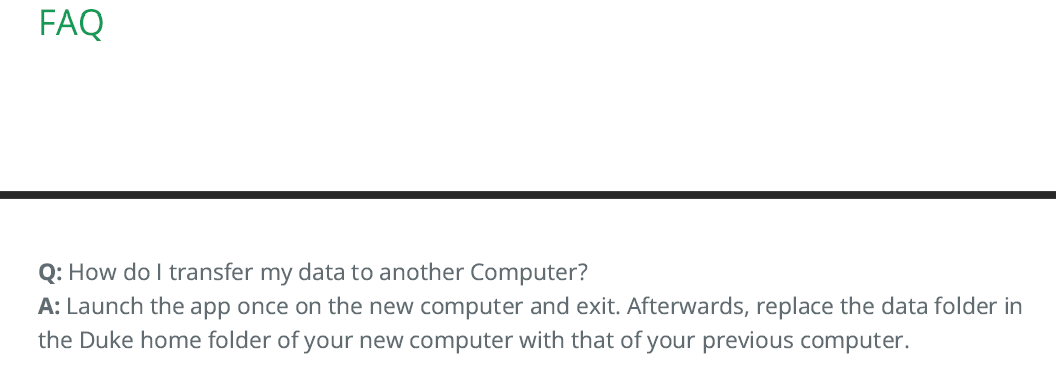 FAQ
Q: How do I transfer my data to another Computer?
A: Launch the app once on the new computer and exit. Afterwards, replace the data folder in
the Duke home folder of your new computer with that of your previous computer.